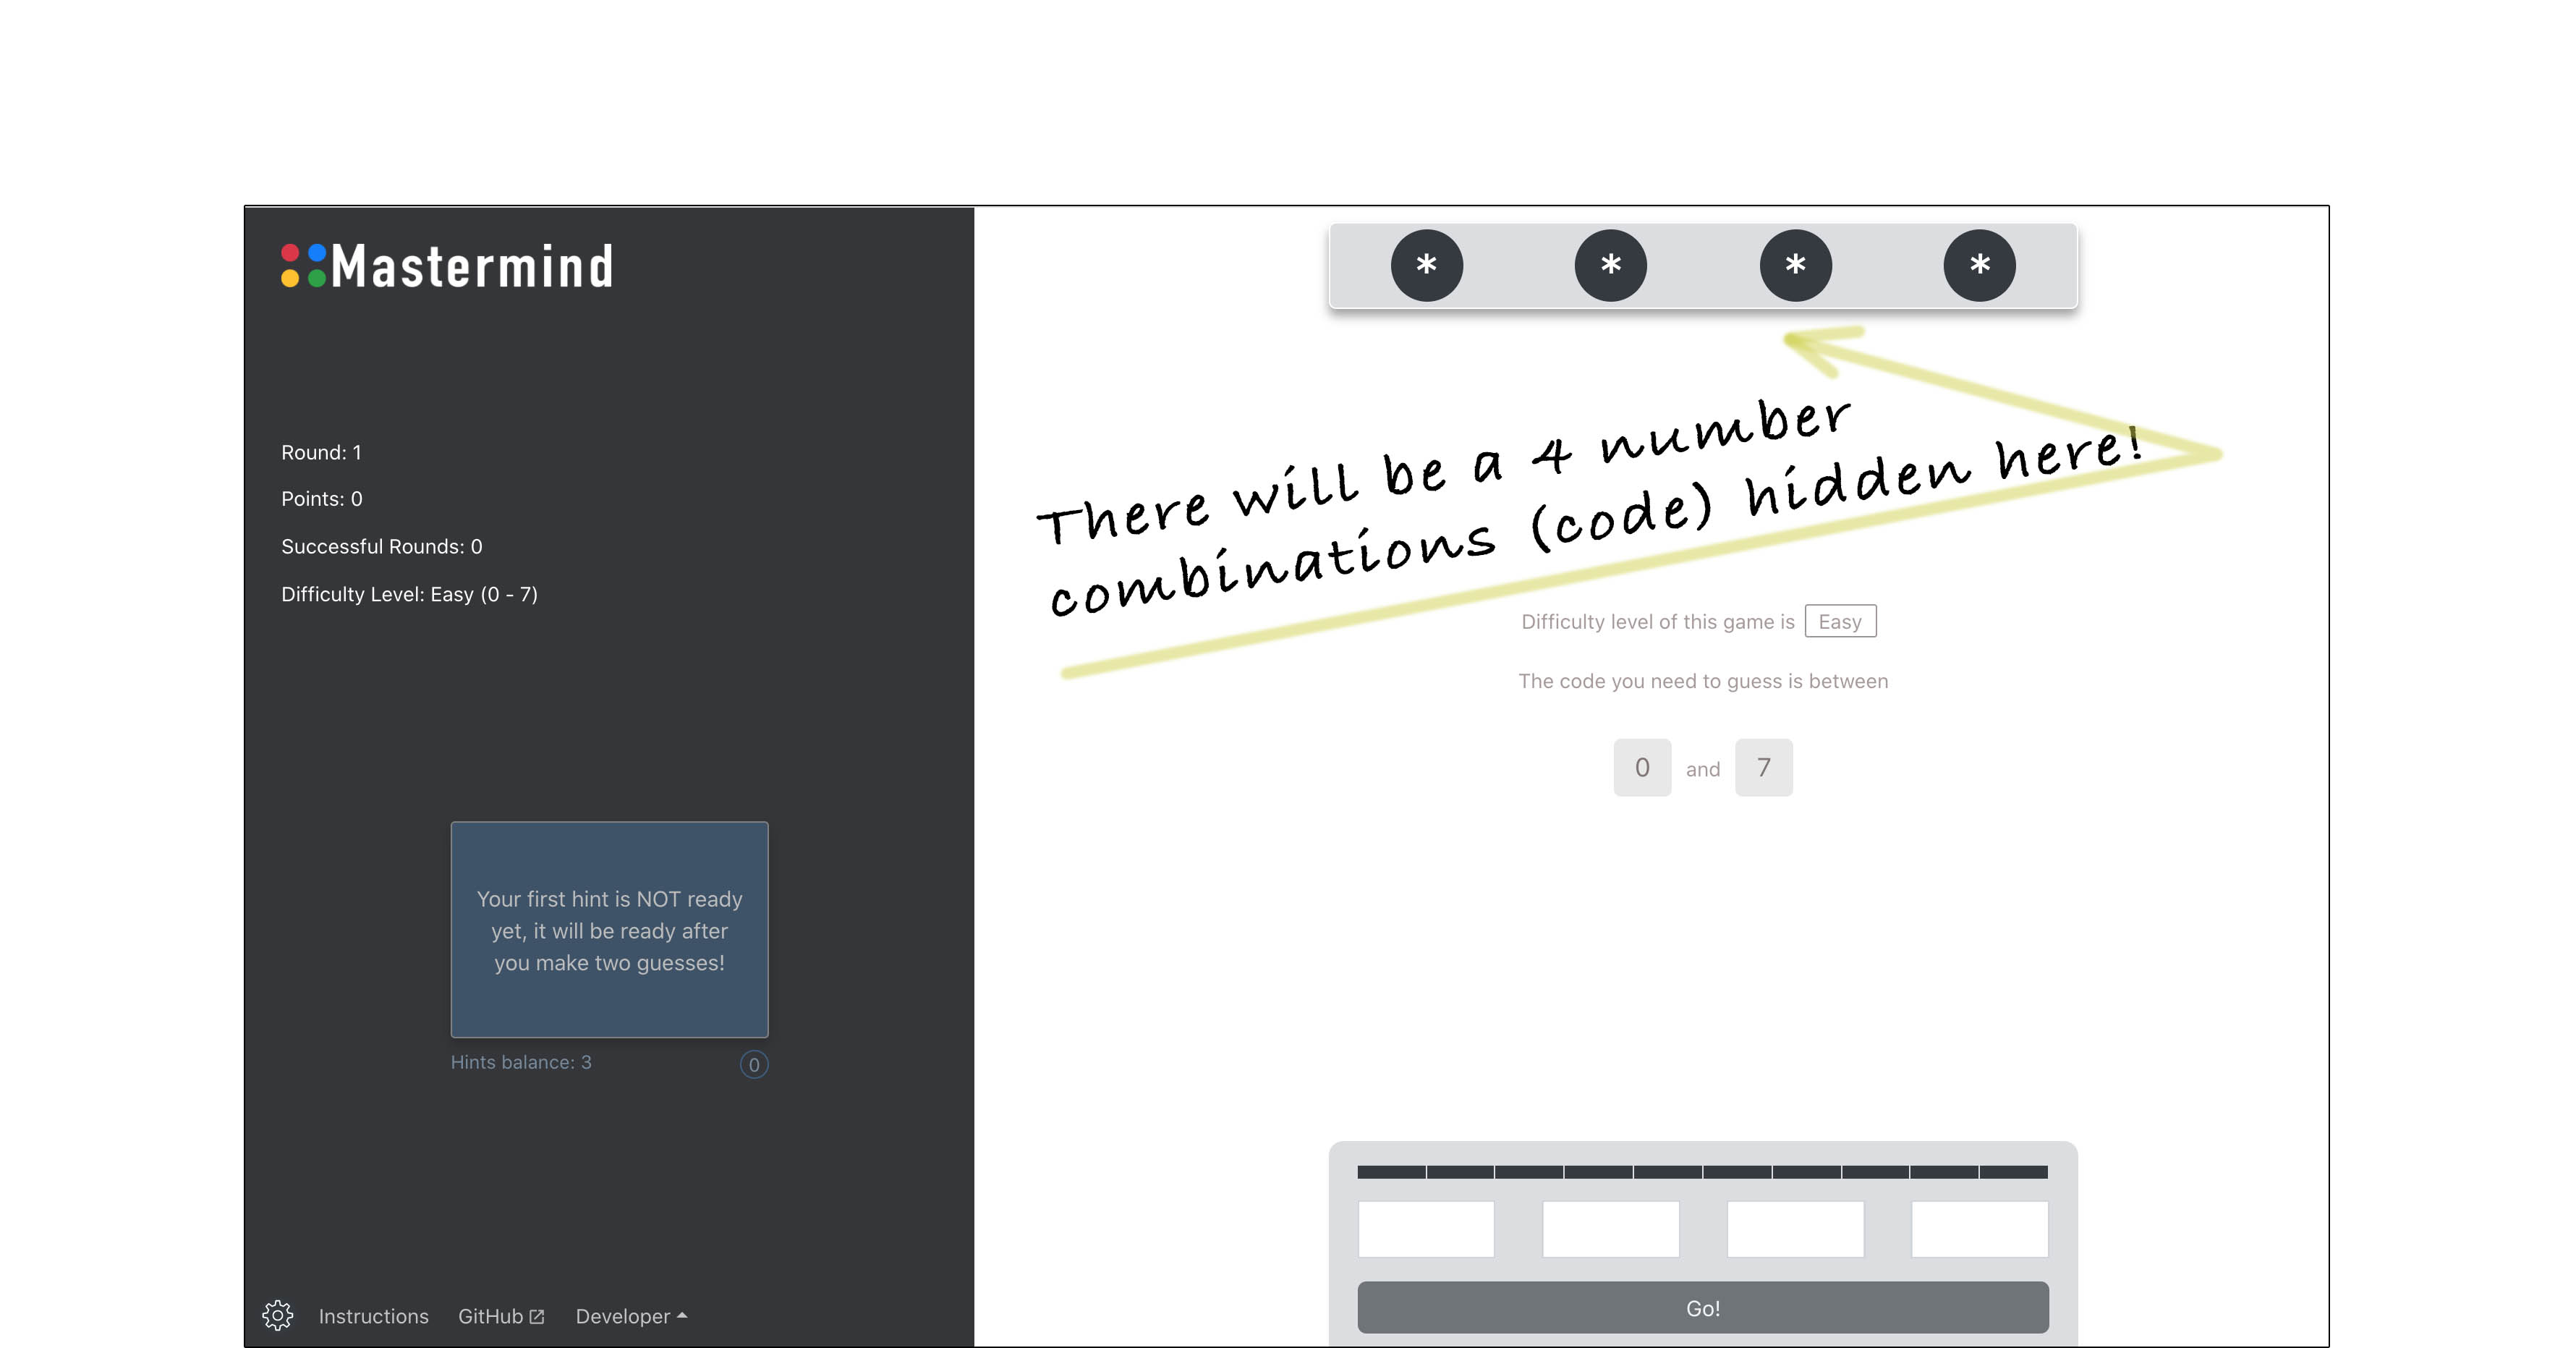 Mastermind
* * * *
There will be a 4 number
combinations (code) hidden here!
Round: 1
Points: 0
Successful Rounds: 0
Difficulty Level: Easy (0 - 7)
Difficulty level of this game is Easy
The code you need to guess is between
0 and 7
Your first hint is NOT ready
yet, it will be ready after
you make two guesses!
Hints balance: 3 0
Go!
Instructions GitHub Developer